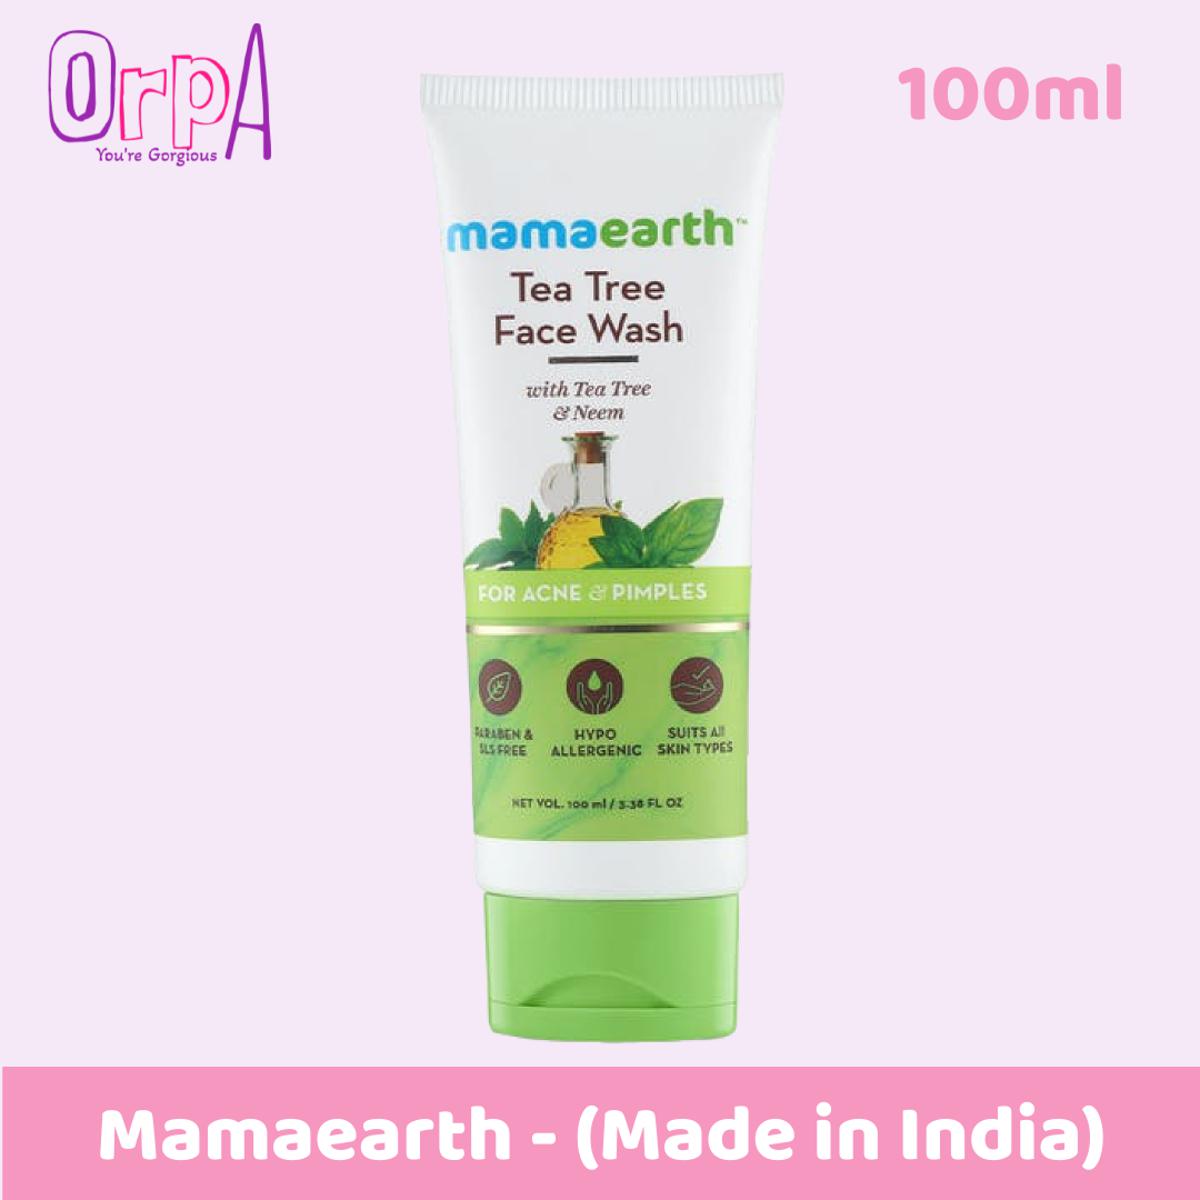 OrpA
You're Gorgious
100ml
mamaearth™
Tea Tree
Face Wash
with Tea Tree
& Neem
FOR ACNE & PIMPLES
PARABEN &
SLS FREE
HYPO
ALLERGENIC
SUITS All
SKIN TYPES
NET VOL. 100 ml / 3.38 FL OZ
Mamaearth - (Made in India)